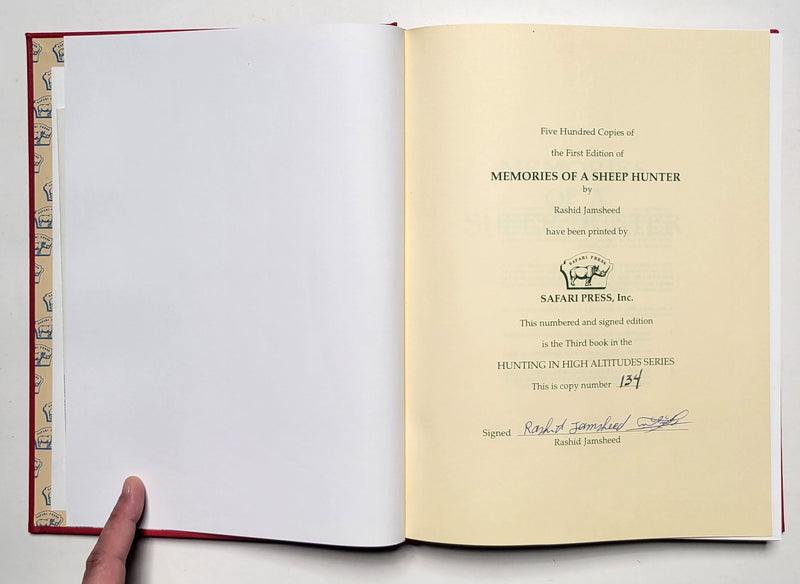 Five Hundred Copies of
the First Edition of
MEMORIES OF A SHEEP HUNTER
by
Rashid Jamsheed
have been printed by
SAFARI PRESS
SAFARI PRESS, Inc.
This numbered and signed edition
is the Third book in the
HUNTING IN HIGH ALTITUDES SERIES
This is copy number 134
Signed Rashid Jamsheed
Rashid Jamsheed